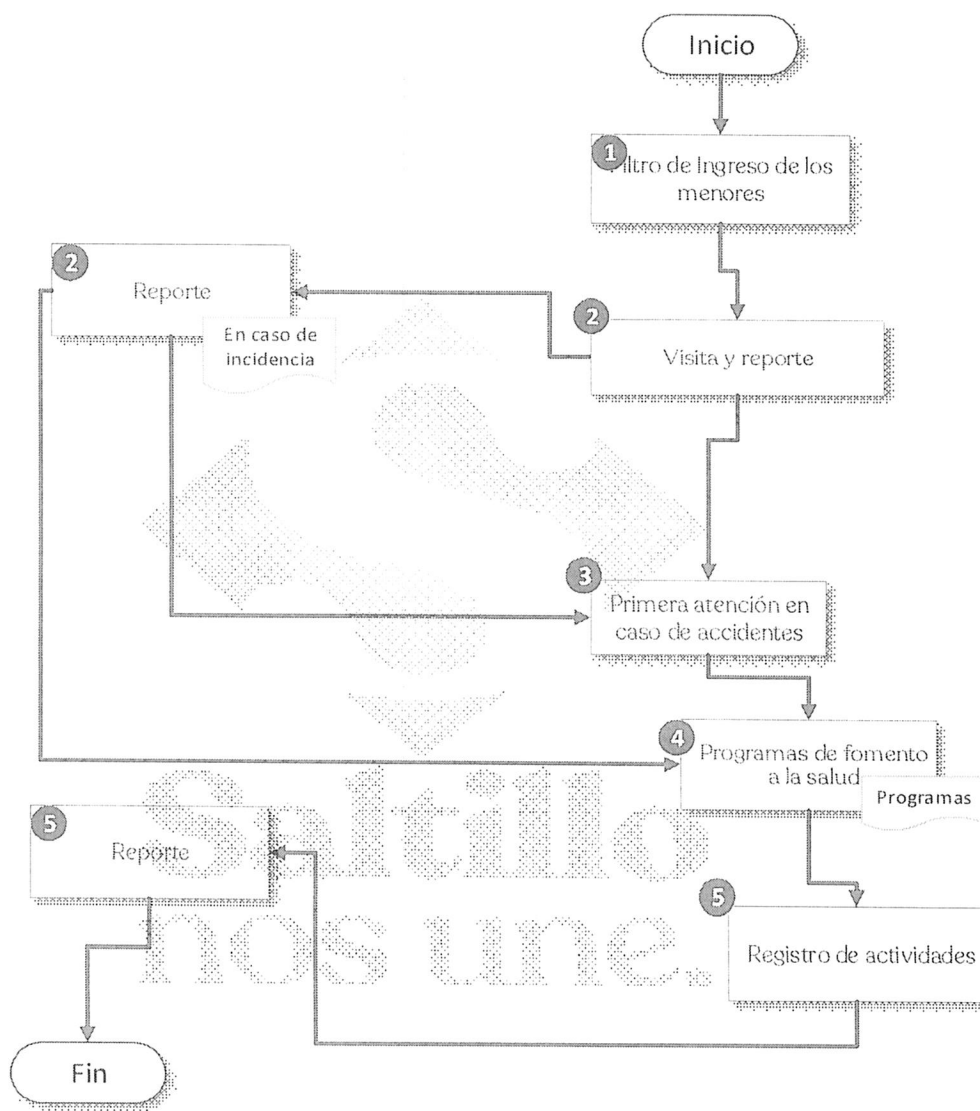 Inicio
1
Filtro de Ingreso de los
menores
2
Reporte
En caso de
incidencia
2
Visita y reporte
3
Primera atención en
caso de accidentes
4
Programas de fomento
a la salud
Programas
5
Reporte
5
Registro de actividades
Saltillo
nos une.
Fin